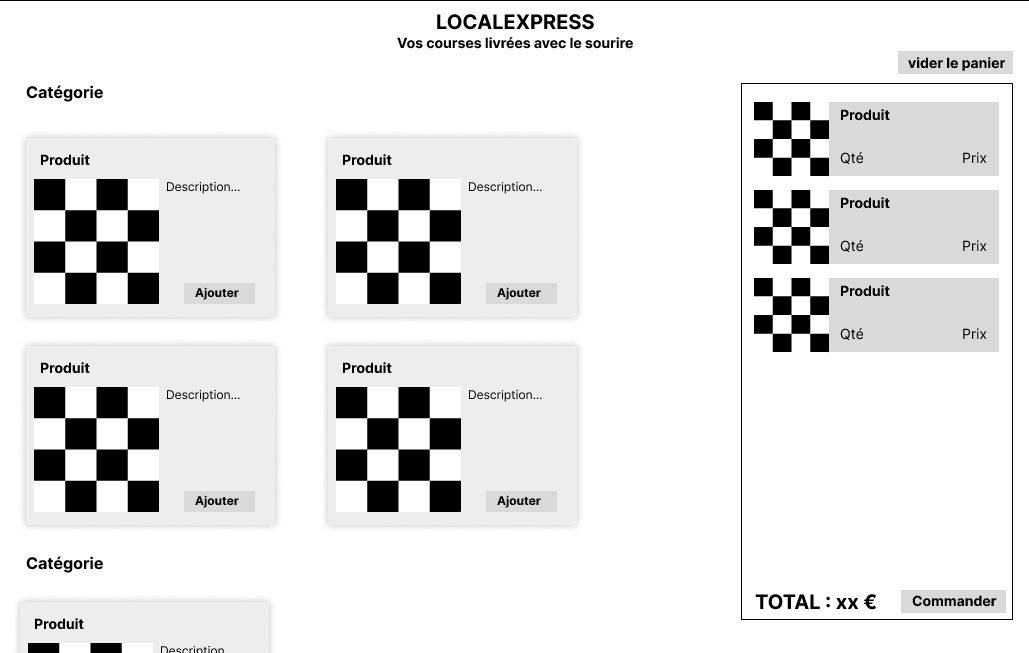 LOCALEXPRESS
Vos courses livrées avec le sourire
vider le panier
Catégorie
Produit
Description...
Ajouter
Produit
Description...
Ajouter
Produit
Description...
Ajouter
Produit
Description...
Ajouter
Catégorie
Produit
Description
Produit
Qté Prix
Produit
Qté Prix
Produit
Qté Prix
TOTAL : xx €
Commander